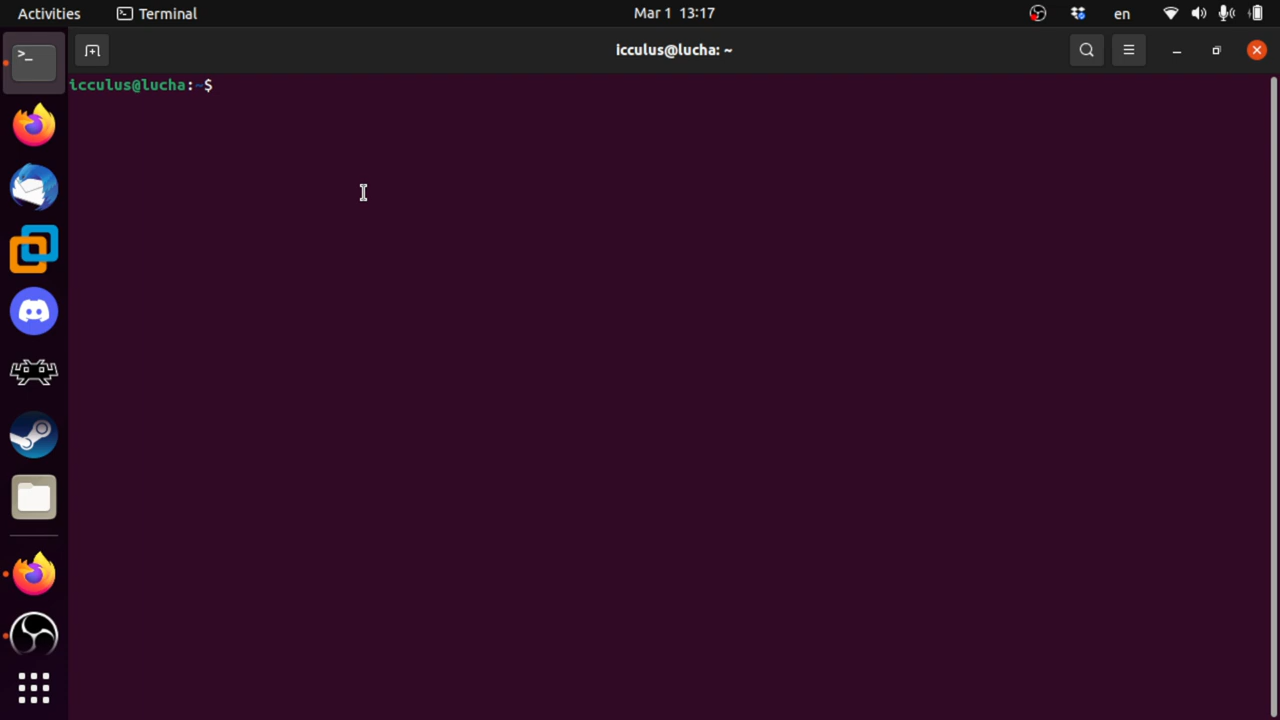 Activities
Terminal
Mar 1 13:17
en
icculus@lucha: ~
icculus@lucha:~$